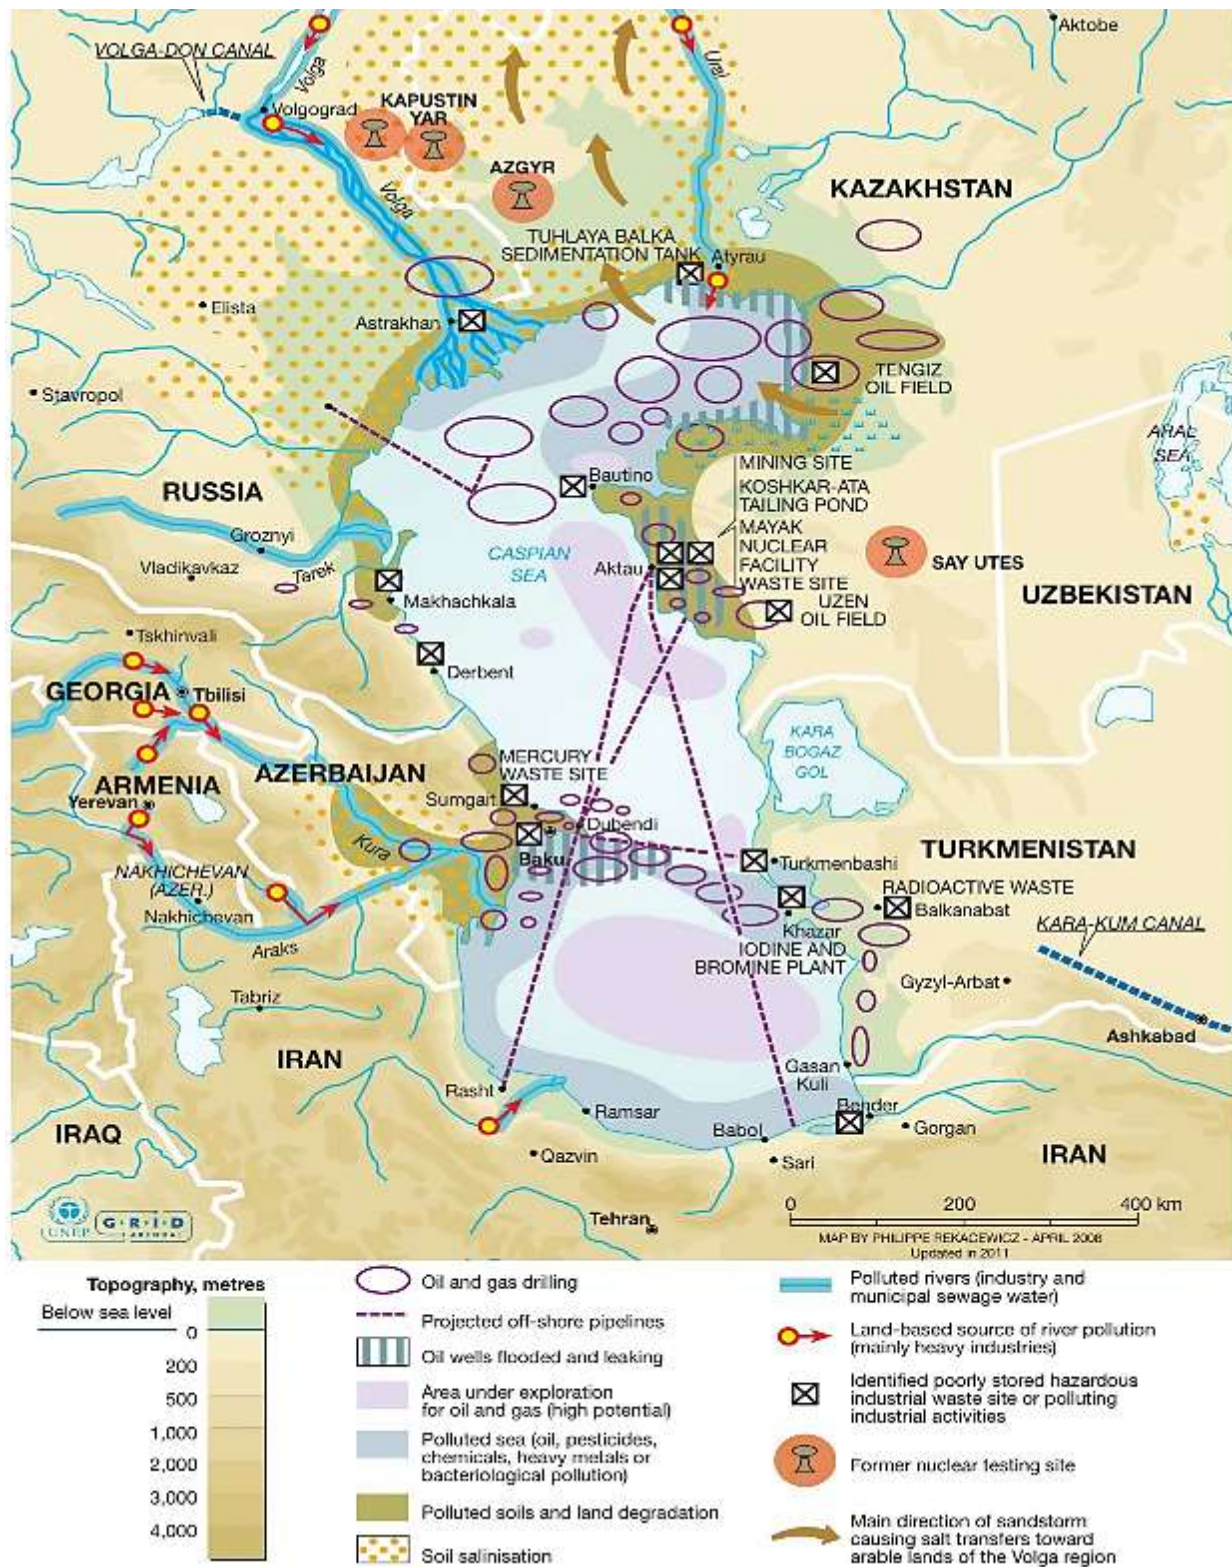 Aktobe
VOLGA-DON CANAL
Volga
Ural
Volgograd
KAPUSTIN
YAR
AZGYR
Volga
KAZAKHSTAN
TUHLAYA BALKA
SEDIMENTATION TANK
Atyrau
Elista
Astrakhan
TENGIZ
OIL FIELD
Stavropol
ARAL
SEA
MINING SITE
KOSHKAR-ATA
TAILING POND
MAYAK
NUCLEAR
FACILITY
WASTE SITE
Bautino
RUSSIA
Groznyi
CASPIAN
SEA
Aktau
SAY UTES
Vladikavkaz
Tarek
Makhachkala
UZEN
OIL FIELD
UZBEKISTAN
Tskhinvali
Derbent
GEORGIA
Tbilisi
KARA
BOGAZ
GOL
MERCURY
WASTE SITE
AZERBAIJAN
ARMENIA
Yerevan
Sumgait
Dubendi
Kura
Baku
Turkmenbashi
TURKMENISTAN
NAKHICHEVAN
(AZER.)
Nakhichevan
RADIOACTIVE WASTE
Balkanabat
Khazar
KARA-KUM CANAL
IODINE AND
BROMINE PLANT
Araks
Gyzyl-Arbat
Tabriz
Ashkabad
IRAN
Gasan
Kuli
Rasht
Ramsar
Bender
Gorgan
Babol
IRAQ
Qazvin
Sari
IRAN
UNEP
G·R·I·D
Tehran
0 200 400 km
MAP BY PHILIPPE REKACEWICZ - APRIL 2006
Updated in 2011
Topography, metres
Below sea level
0
200
500
1,000
2,000
3,000
4,000
Oil and gas drilling
Projected off-shore pipelines
Oil wells flooded and leaking
Area under exploration
for oil and gas (high potential)
Polluted sea (oil, pesticides,
chemicals, heavy metals or
bacteriological pollution)
Polluted soils and land degradation
Soil salinisation
Polluted rivers (industry and
municipal sewage water)
Land-based source of river pollution
(mainly heavy industries)
Identified poorly stored hazardous
industrial waste site or polluting
industrial activities
Former nuclear testing site
Main direction of sandstorm
causing salt transfers toward
arable lands of the Volga region